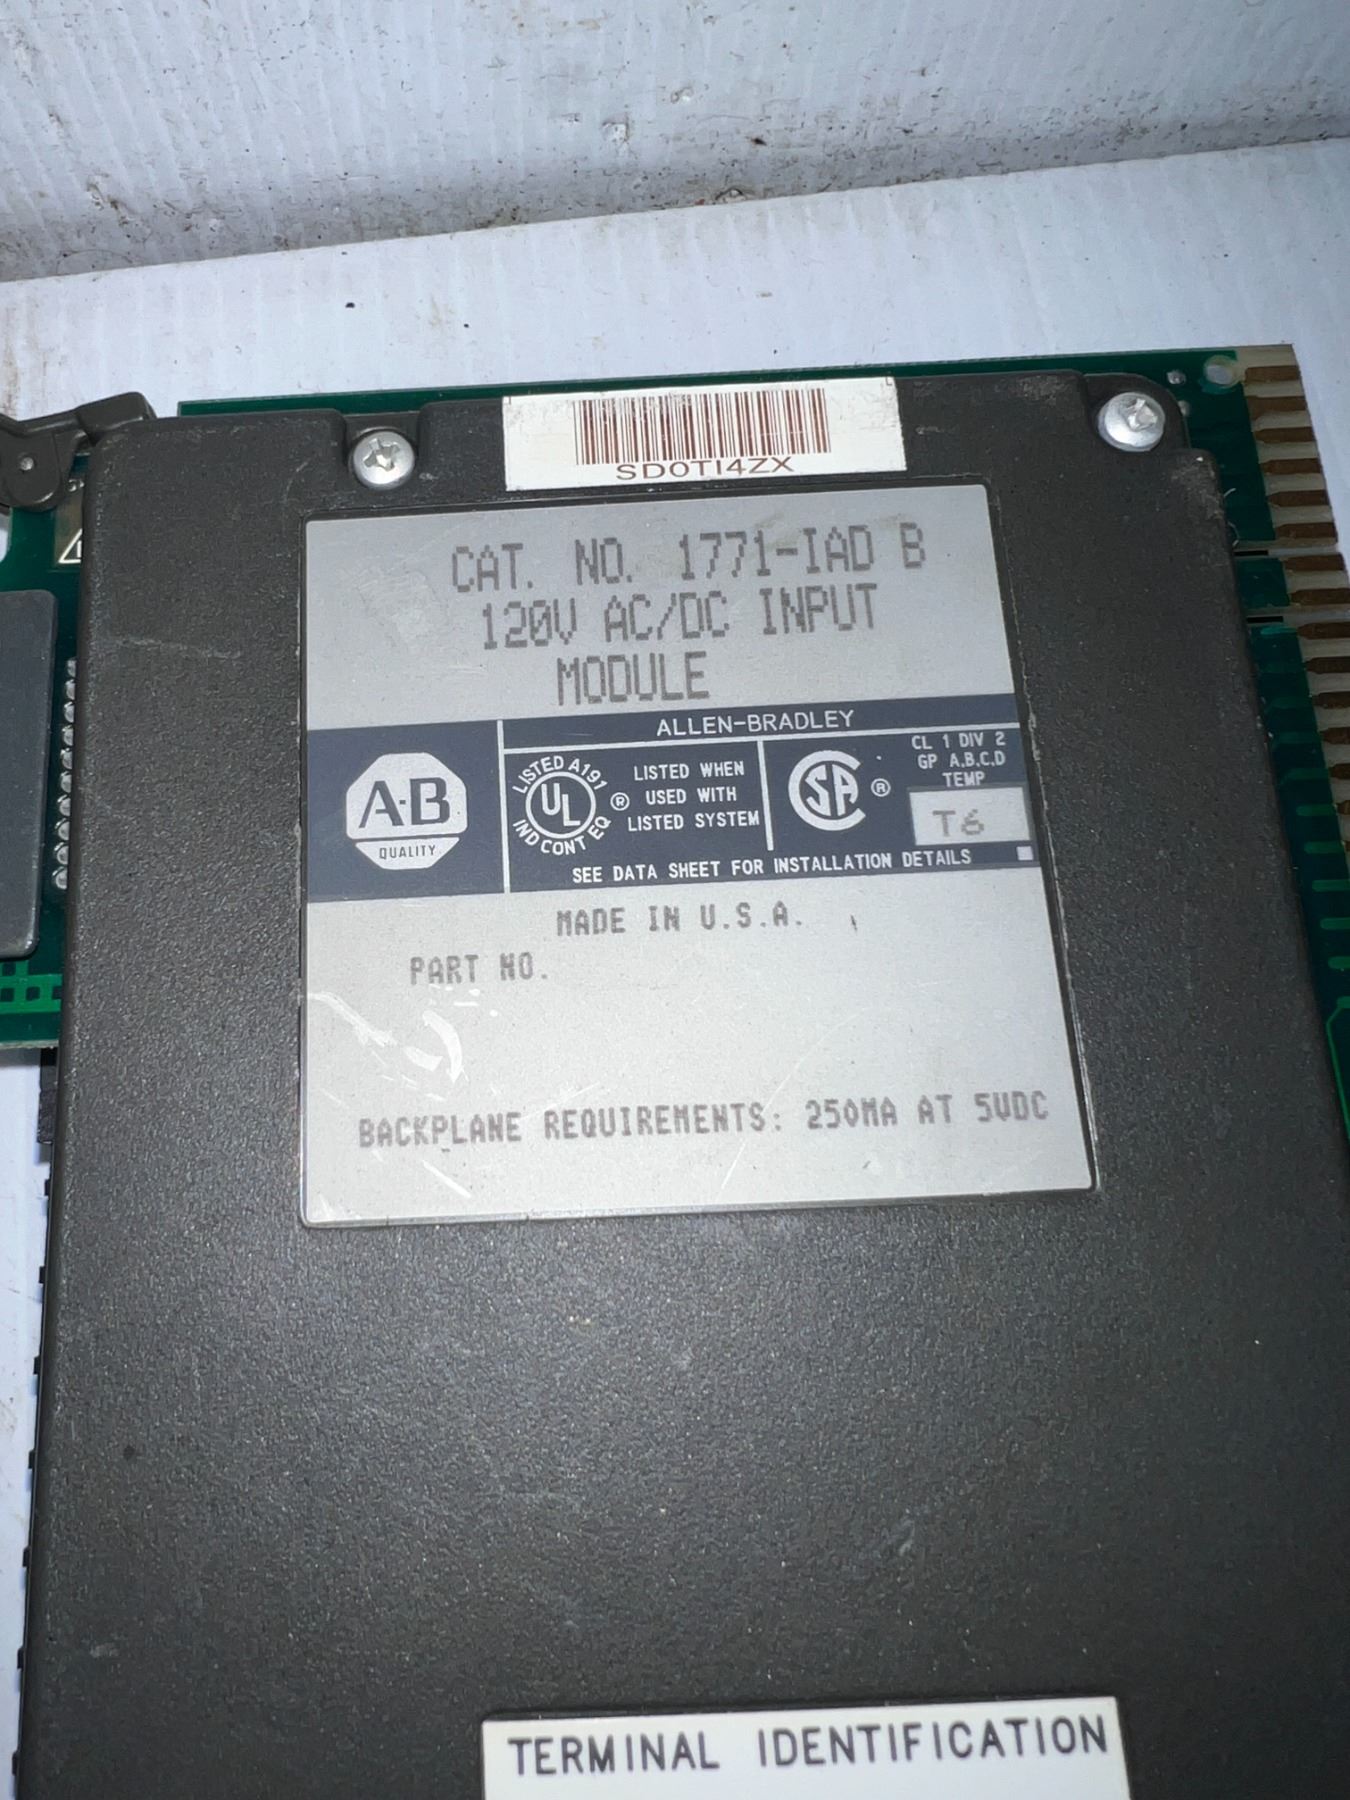 SD0TI4ZX
CAT. NO. 1771-IAD B
120V AC/DC INPUT
MODULE
ALLEN-BRADLEY
A-B
QUALITY
LISTED A191
UL
IND CONT EQ
®
LISTED WHEN
USED WITH
LISTED SYSTEM
SA
®
CL 1 DIV 2
GP A,B,C,D
TEMP
T6
SEE DATA SHEET FOR INSTALLATION DETAILS
MADE IN U.S.A.
PART NO.
BACKPLANE REQUIREMENTS: 250MA AT 5VDC
TERMINAL IDENTIFICATION